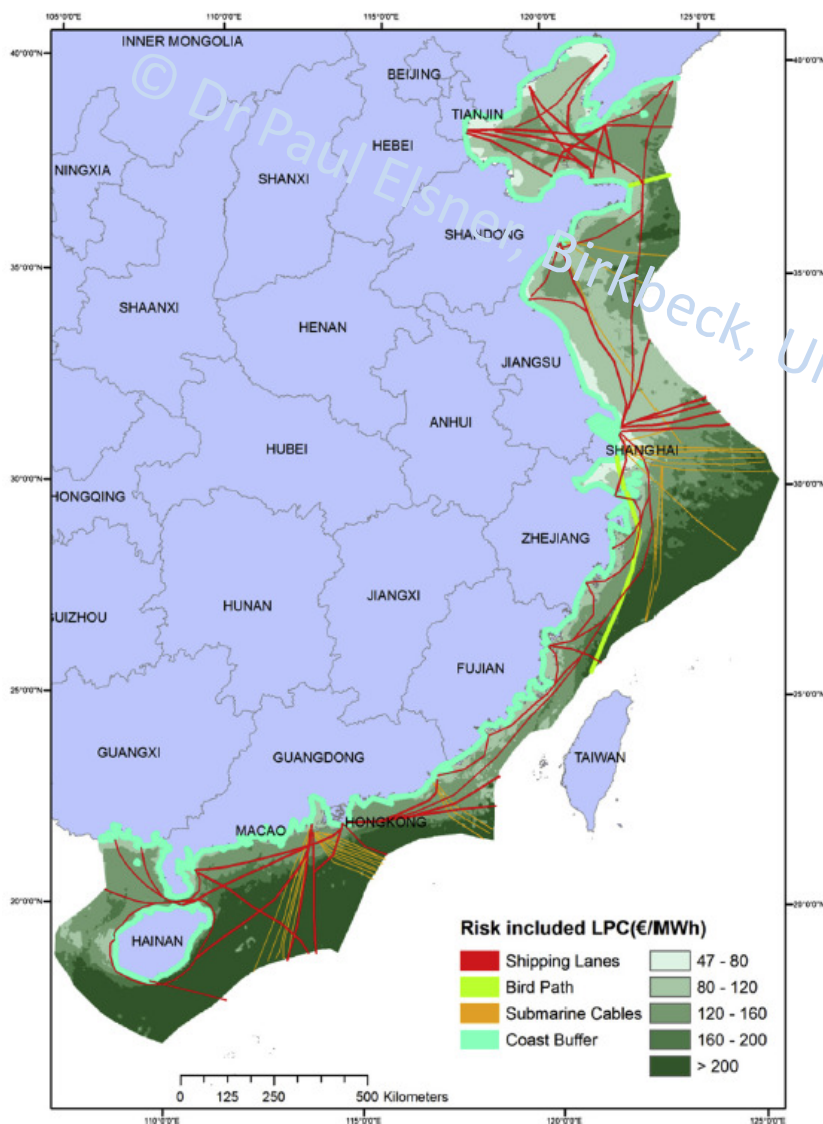 105°0'0"E 110°0'0"E 115°0'0"E 120°0'0"E 125°0'0"E
40°0'0"N
40°0'0"N
INNER MONGOLIA
BEIJING
TIANJIN
HEBEI
NINGXIA
SHANXI
SHANDONG
35°0'0"N
35°0'0"N
SHAANXI
HENAN
JIANGSU
ANHUI
HUBEI
SHANGHAI
30°0'0"N
30°0'0"N
HONGQING
ZHEJIANG
HUNAN
JIANGXI
GUIZHOU
FUJIAN
25°0'0"N
25°0'0"N
GUANGXI
GUANGDONG
TAIWAN
MACAO
HONGKONG
20°0'0"N
20°0'0"N
HAINAN
© Dr Paul Elsner, Birkbeck,
Risk included LPC(€/MWh)
Shipping Lanes
Bird Path
Submarine Cables
Coast Buffer
47 - 80
80 - 120
120 - 160
160 - 200
> 200
0 125 250 500 Kilometers
110°0'0"E 115°0'0"E 120°0'0"E 125°0'0"E